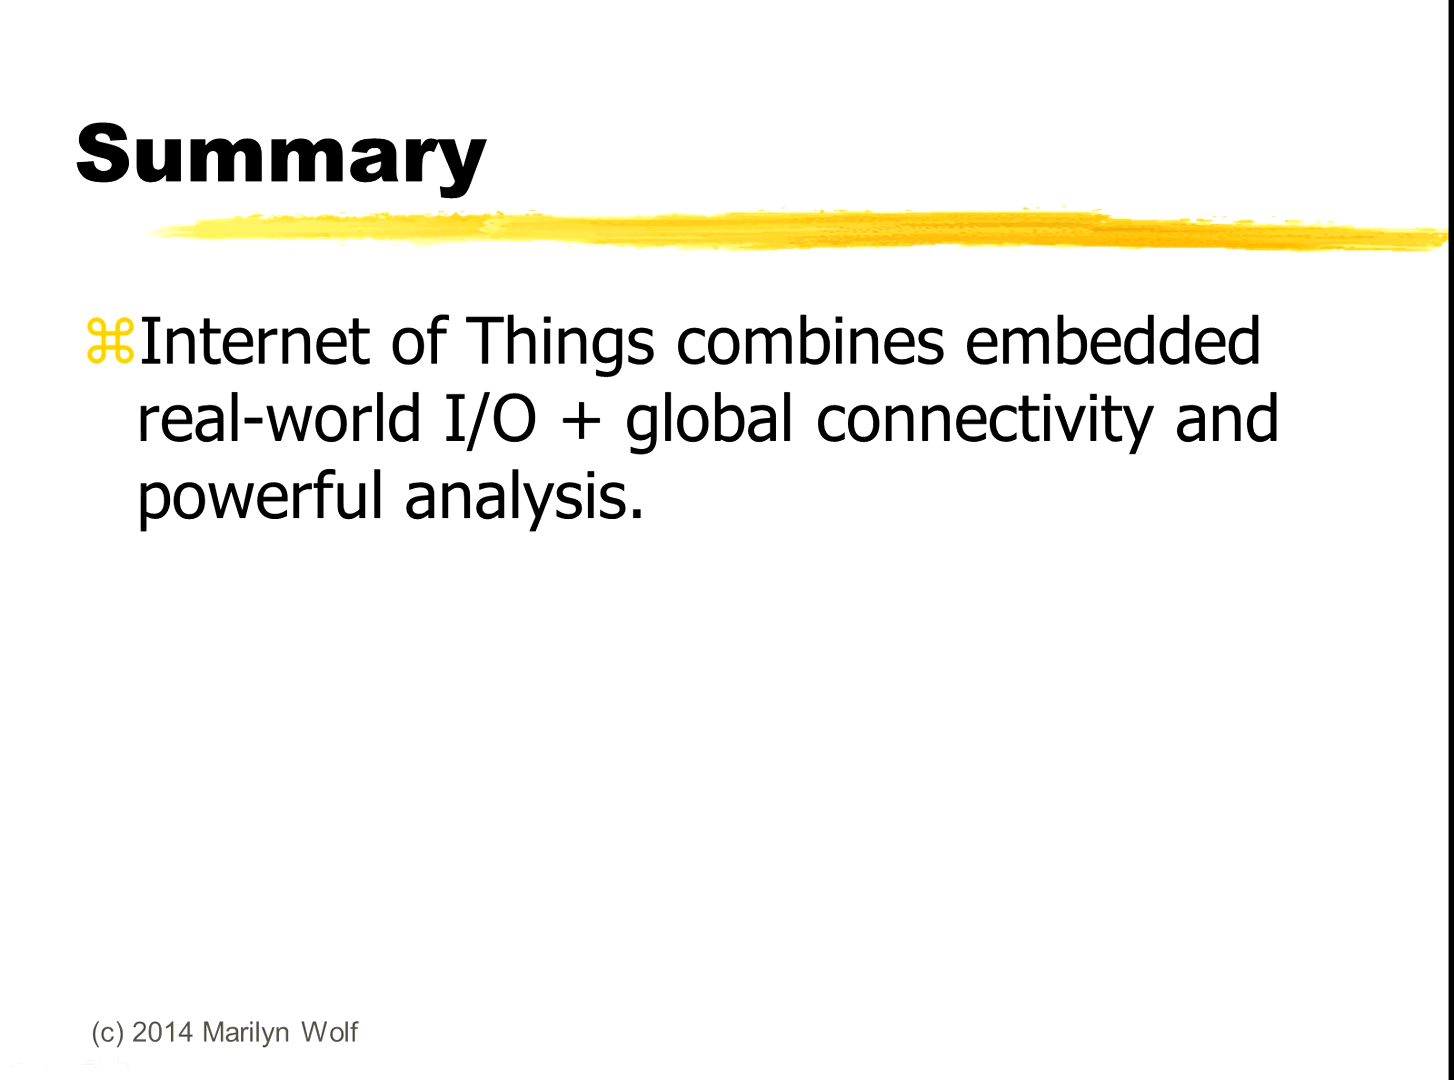 Summary
⌘Internet of Things combines embedded
real-world I/O + global connectivity and
powerful analysis.
(c) 2014 Marilyn Wolf